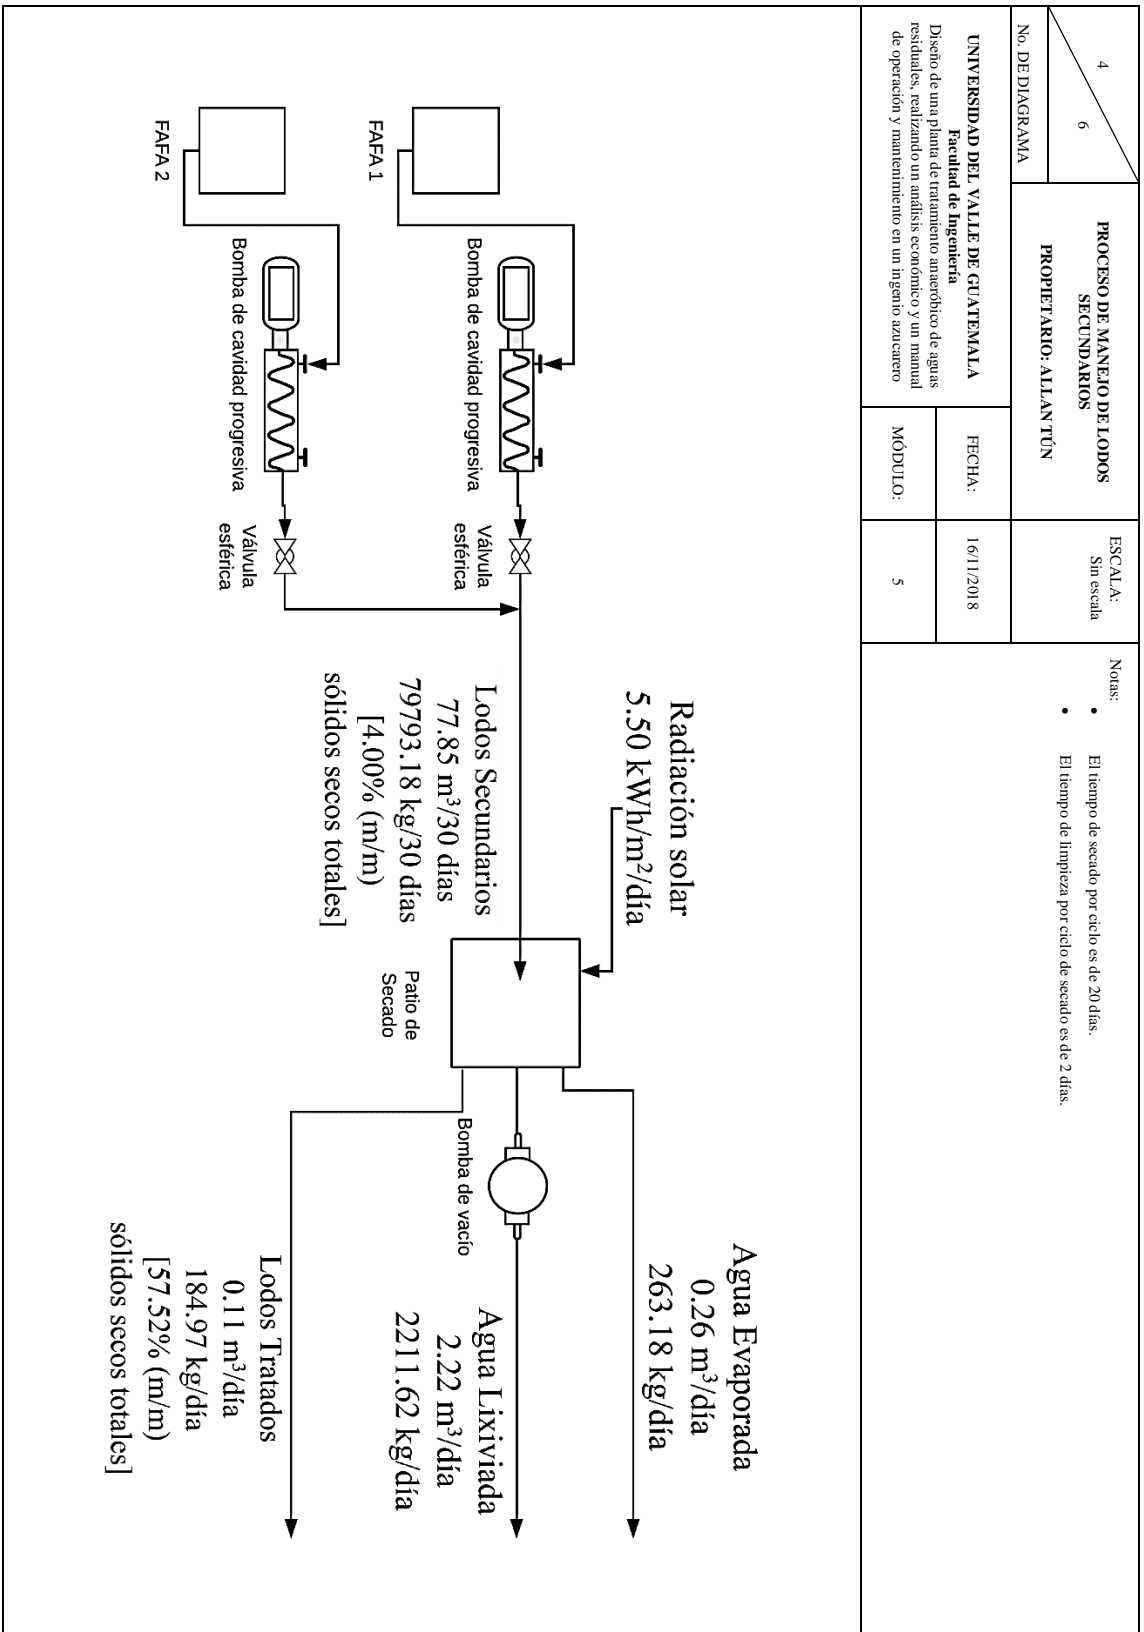 4
6
No. DE DIAGRAMA
PROCESO DE MANEJO DE LODOS
SECUNDARIOS
PROPIETARIO: ALLAN TÚN
ESCALA:
Sin escala
UNIVERSIDAD DEL VALLE DE GUATEMALA
Facultad de Ingeniería
Diseño de una planta de tratamiento anaeróbico de aguas
residuales, realizando un análisis económico y un manual
de operación y mantenimiento en un ingenio azucarero
FECHA:
16/11/2018
MÓDULO:
5
Notas:
• El tiempo de secado por ciclo es de 20 días.
• El tiempo de limpieza por ciclo de secado es de 2 días.
FAFA 1
Bomba de cavidad progresiva
Válvula
esférica
FAFA 2
Bomba de cavidad progresiva
Válvula
esférica
Radiación solar
5.50 kWh/m²/día
Lodos Secundarios
77.85 m³/30 días
79793.18 kg/30 días
[4.00% (m/m)
sólidos secos totales]
Patio de
Secado
Bomba de vacío
Agua Evaporada
0.26 m³/día
263.18 kg/día
Agua Lixiviada
2.22 m³/día
2211.62 kg/día
Lodos Tratados
0.11 m³/día
184.97 kg/día
[57.52% (m/m)
sólidos secos totales]